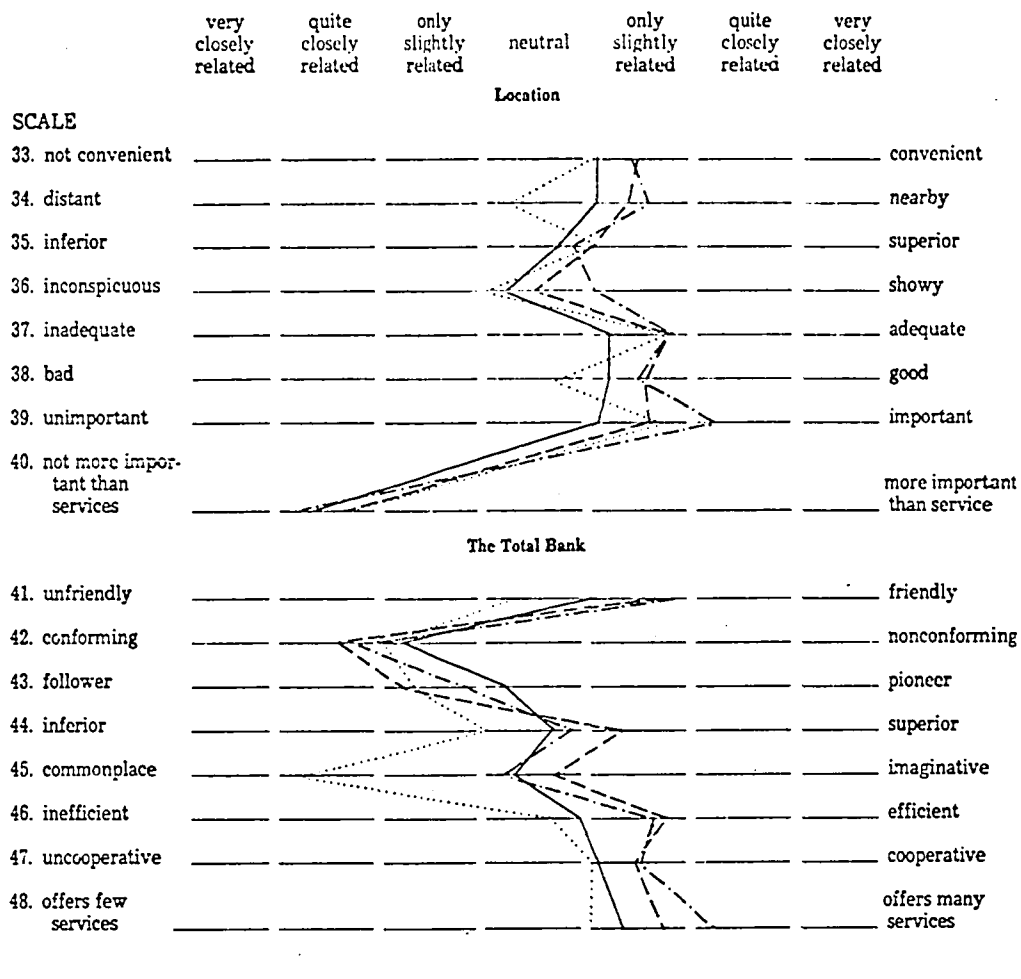 very closely related
quite closely related
only slightly related
neutral
only slightly related
quite closely related
very closely related
Location
SCALE
33. not convenient convenient
34. distant nearby
35. inferior superior
36. inconspicuous showy
37. inadequate adequate
38. bad good
39. unimportant important
40. not more impor-
tant than more important
services than service
The Total Bank
41. unfriendly friendly
42. conforming nonconforming
43. follower pioneer
44. inferior superior
45. commonplace imaginative
46. inefficient efficient
47. uncooperative cooperative
48. offers few offers many
services services